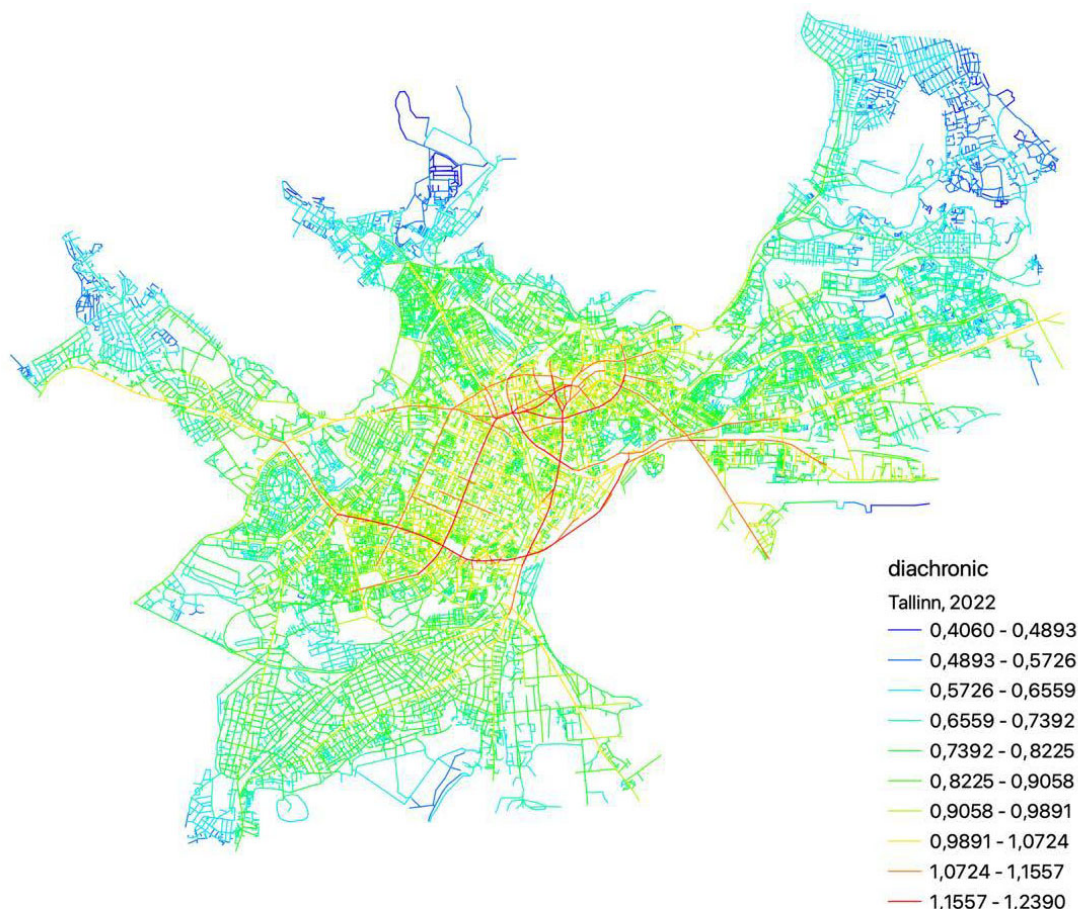 diachronic
Tallinn, 2022
0,4060 - 0,4893
0,4893 - 0,5726
0,5726 - 0,6559
0,6559 - 0,7392
0,7392 - 0,8225
0,8225 - 0,9058
0,9058 - 0,9891
0,9891 - 1,0724
1,0724 - 1,1557
1,1557 - 1,2390